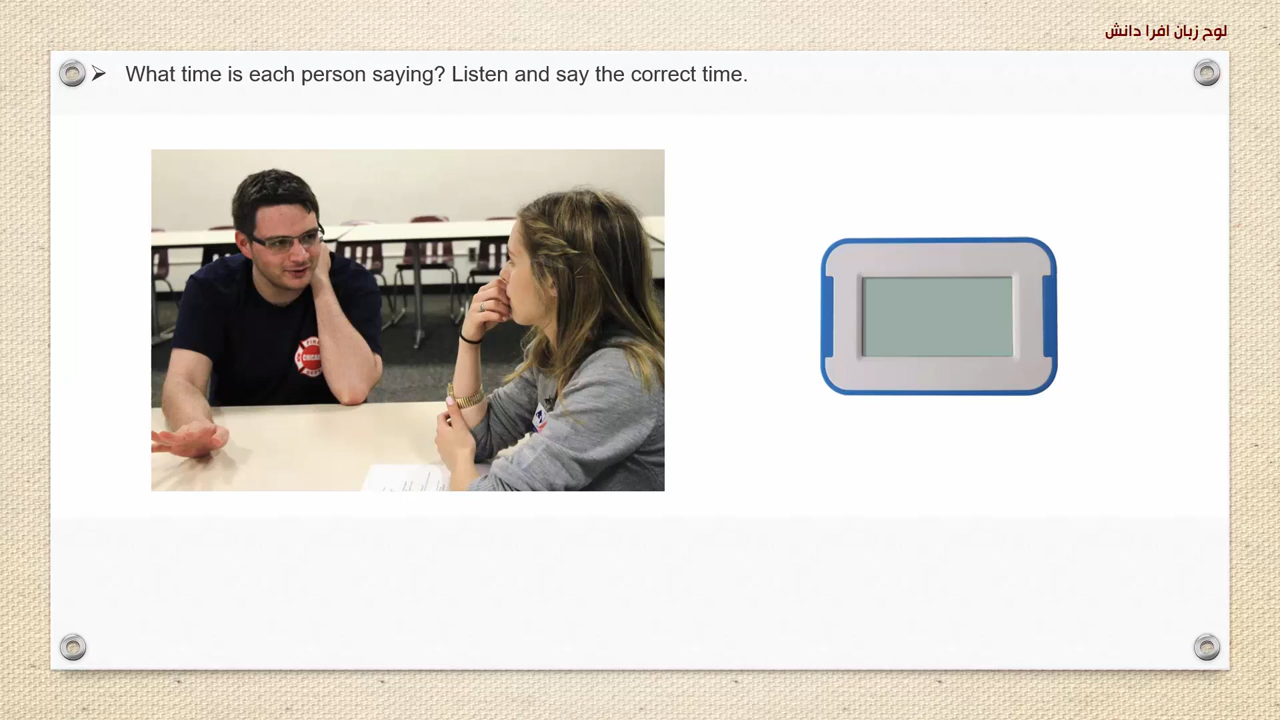 لوح زبان افرا دانش
What time is each person saying? Listen and say the correct time.